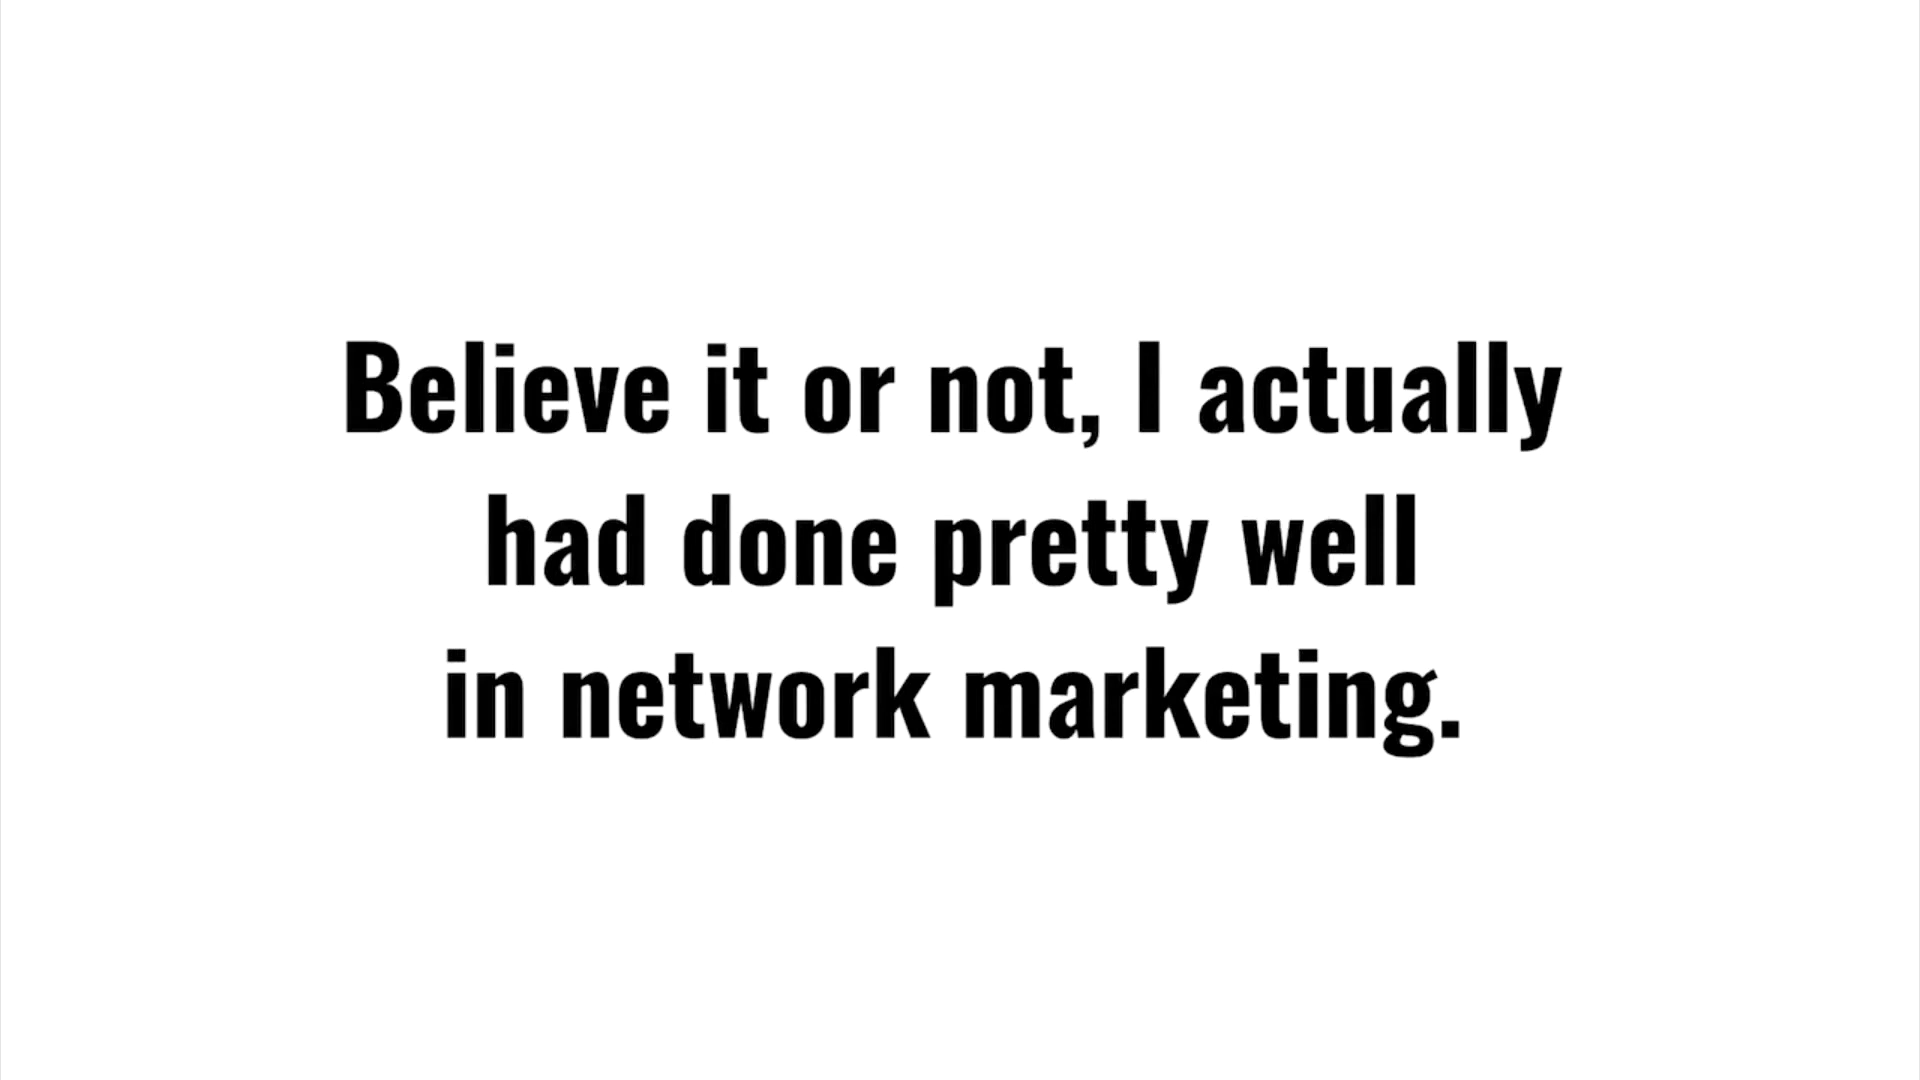 Believe it or not, I actually
had done pretty well
in network marketing.